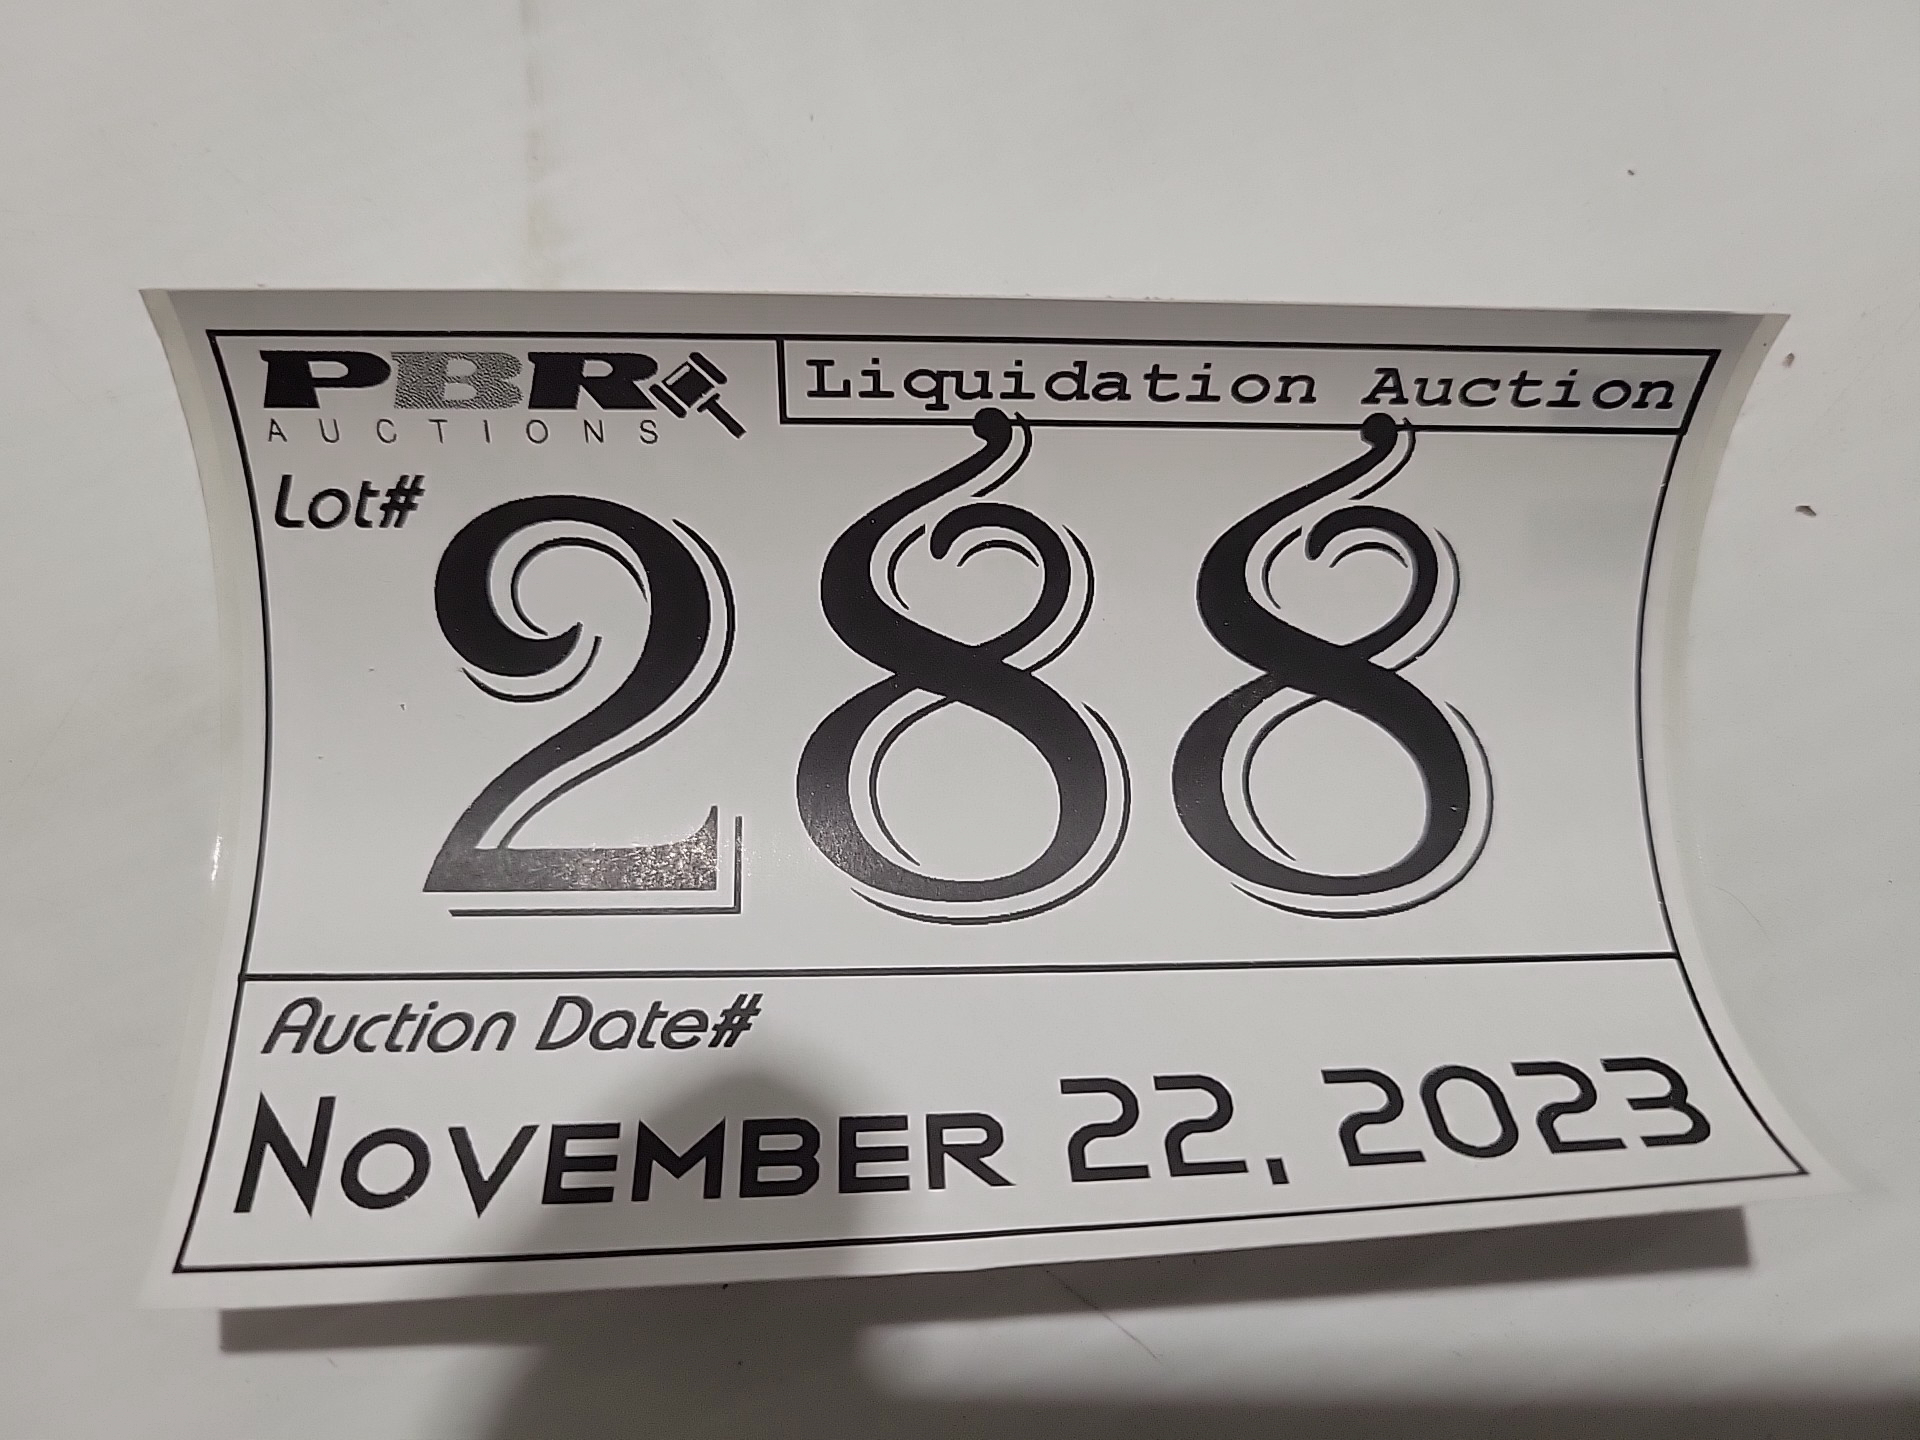 PBR
AUCTIONS
Liquidation Auction
Lot#
288
Auction Date#
NOVEMBER 22, 2023